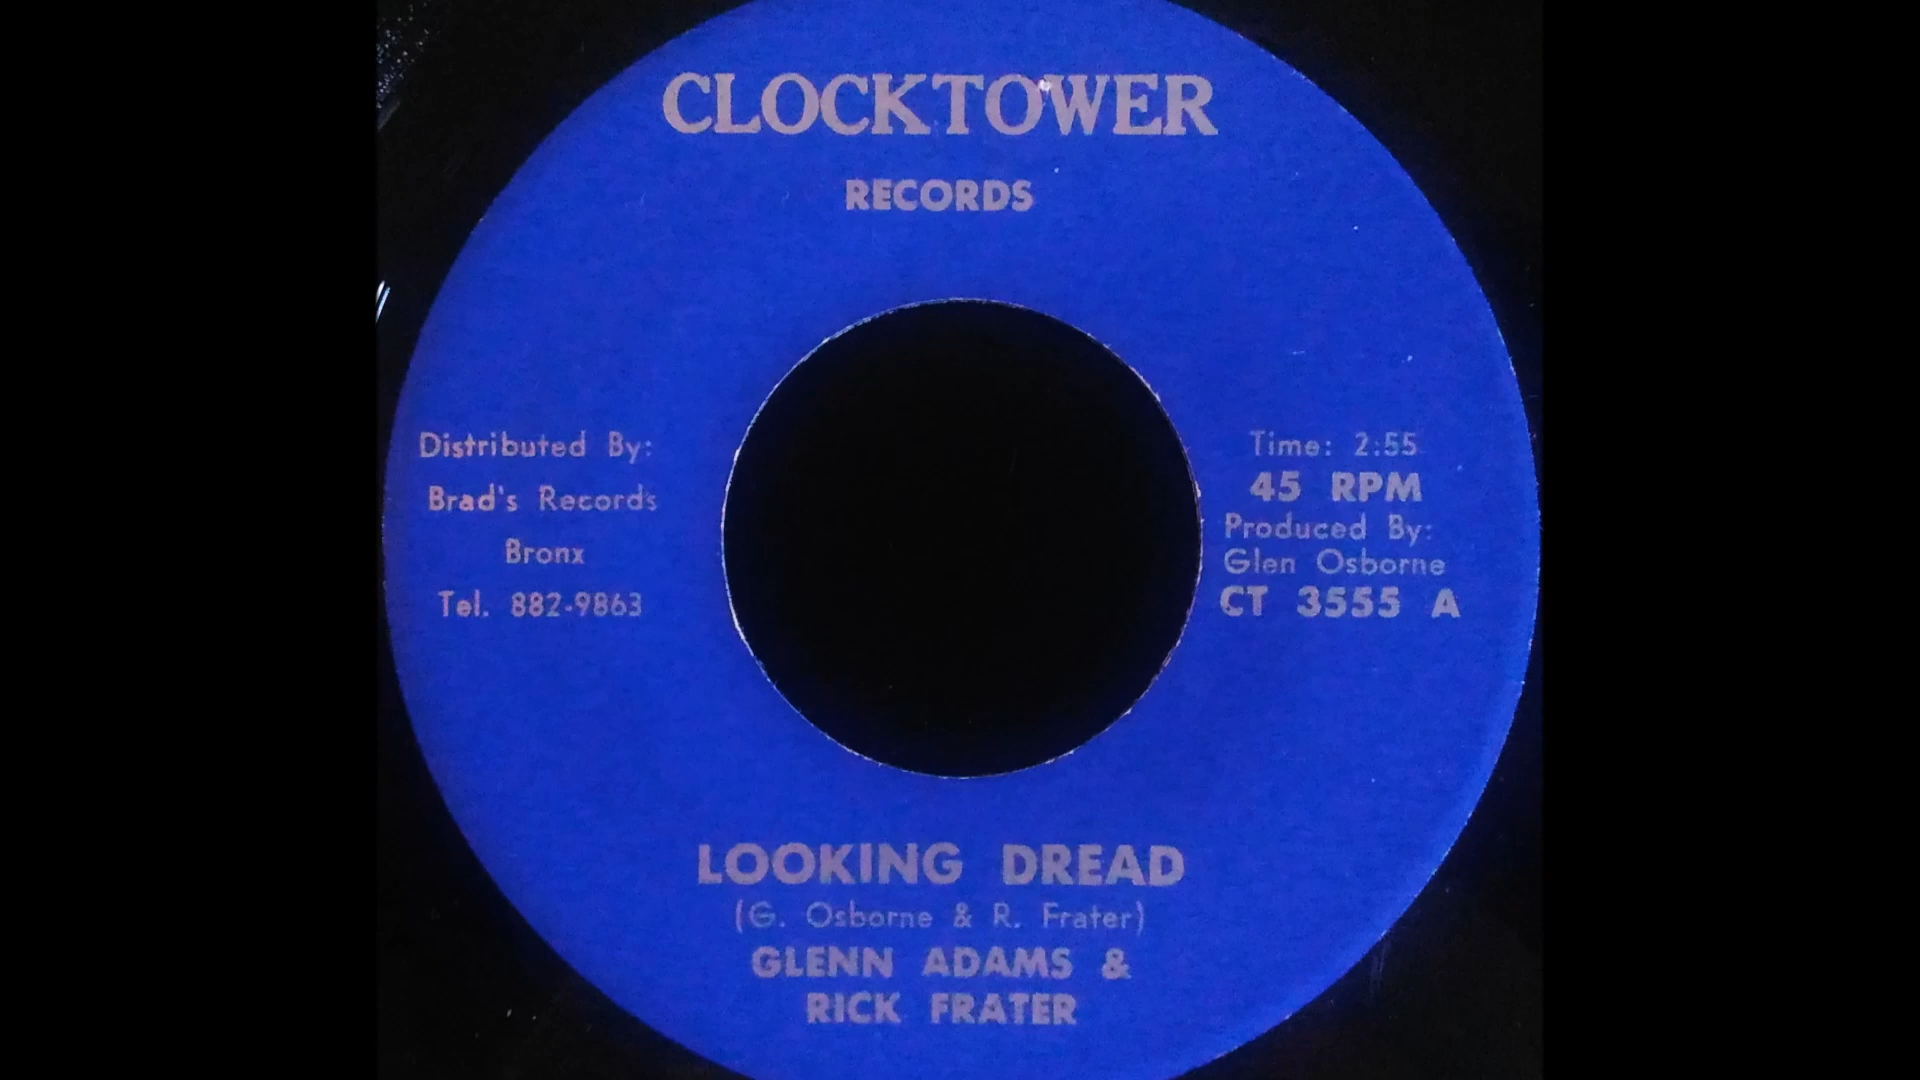 CLOCKTOWER
RECORDS
Distributed By:
Brad's Records
Bronx
Tel. 882-9863
Time: 2:55
45 RPM
Produced By:
Glen Osborne
CT 3555 A
LOOKING DREAD
(G. Osborne & R. Frater)
GLENN ADAMS &
RICK FRATER